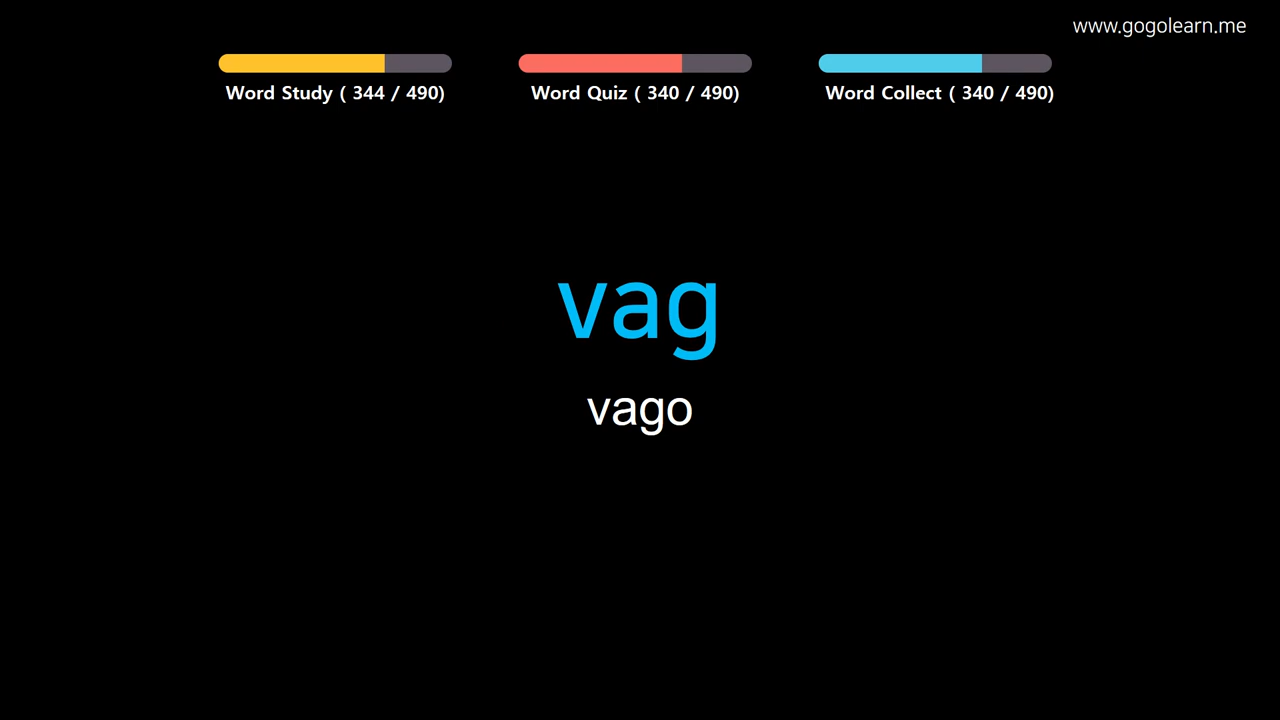 www.gogolearn.me
Word Study ( 344 / 490)
Word Quiz ( 340 / 490)
Word Collect ( 340 / 490)
vag
vago